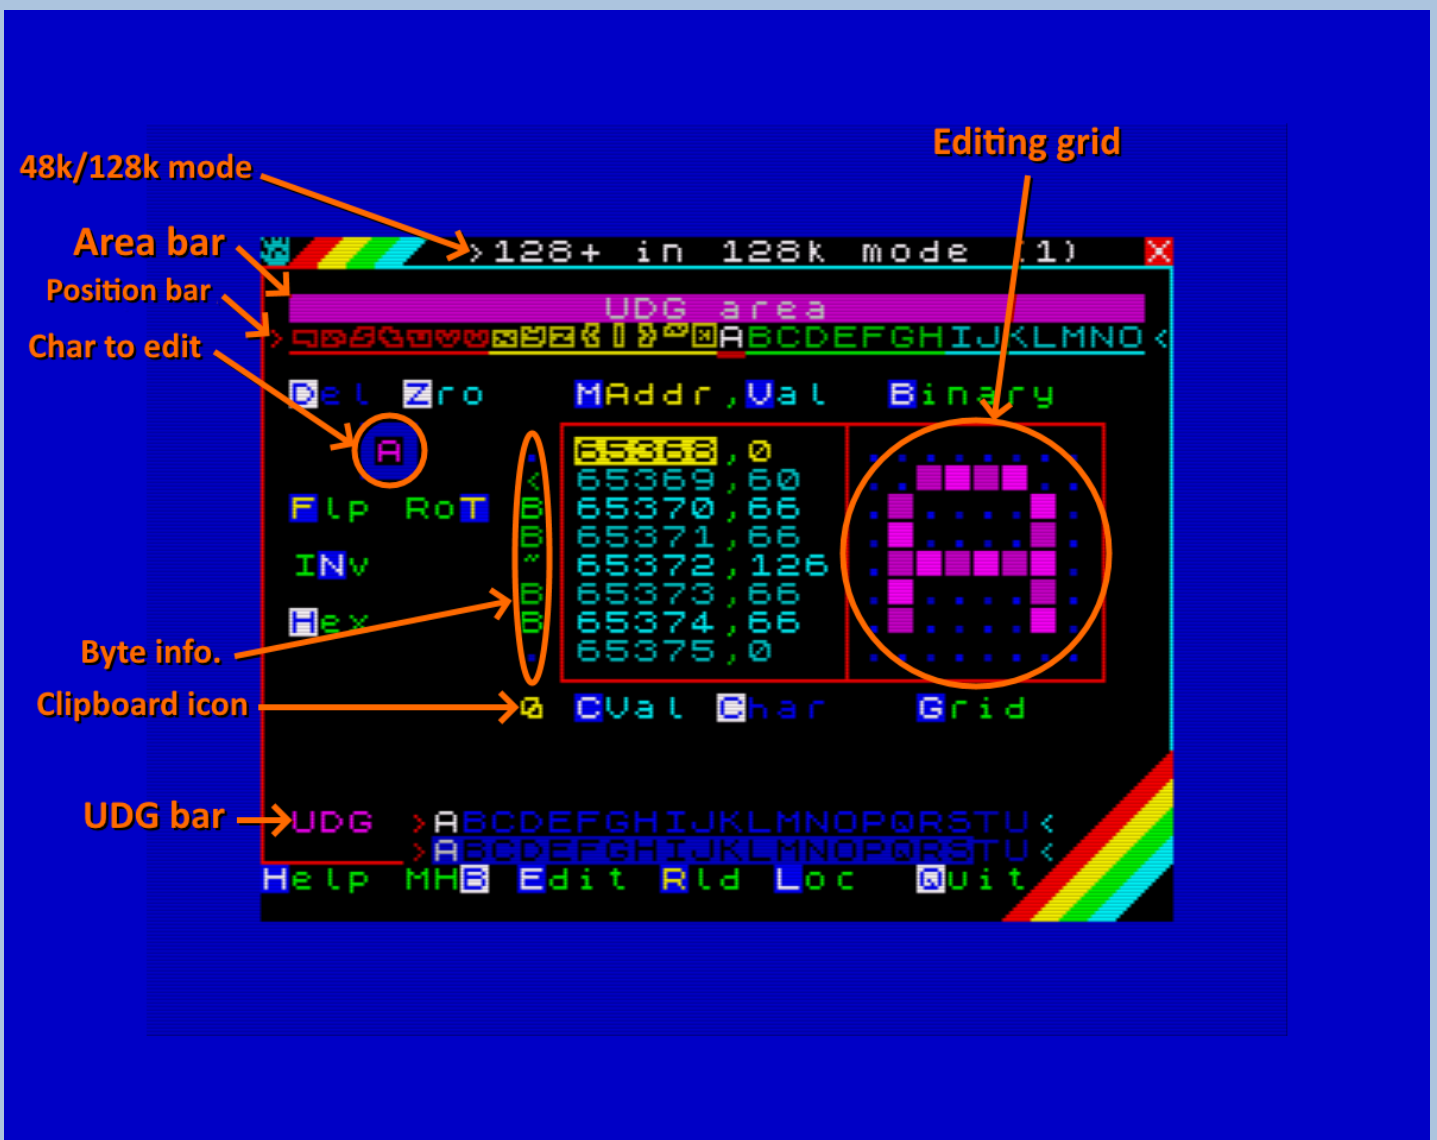 Editing grid
48k/128k mode
Area bar
>128+ in 128k mode (1) X
Position bar
UDG area
> ABCDEFGHIJKLMNO <
Char to edit
Del Zro MAddr,Val Binary
A
65368,0
< 65369,60
Flp RoT B 65370,66
B 65371,66
INv ~ 65372,126
B 65373,66
Hex B 65374,66
65375,0
Byte info.
Clipboard icon
CVal Char Grid
UDG bar
UDG >ABCDEFGHIJKLMNOPQRSTU<
>ABCDEFGHIJKLMNOPQRSTU<
Help MHB Edit Rld Loc Quit